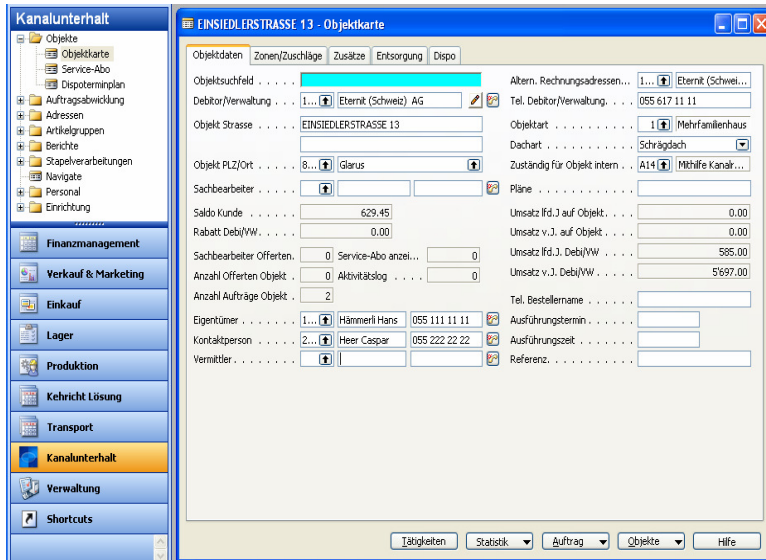 Kanalunterhalt
Objekte
Objektkarte
Service-Abo
Dispoterminplan
Auftragsabwicklung
Adressen
Artikelgruppen
Berichte
Stapelverarbeitungen
Navigate
Personal
Einrichtung
Finanzmanagement
Verkauf & Marketing
Einkauf
Lager
Produktion
Kehricht Lösung
Transport
Kanalunterhalt
Verwaltung
Shortcuts
EINSIEDLERSTRASSE 13 - Objektkarte
Objektdaten Zonen/Zuschläge Zusätze Entsorgung Dispo
Objektsuchfeld . . . . .
Debitor/Verwaltung . . 1... Eternit (Schweiz) AG
Objekt Strasse . . . . . EINSIEDLERSTRASSE 13
Objekt PLZ/Ort . . . . . 8... Glarus
Sachbearbeiter . . . . .
Saldo Kunde . . . . . . 629.45
Rabatt Debi/VW. . . . . 0.00
Sachbearbeiter Offerten. 0 Service-Abo anzei... 0
Anzahl Offerten Objekt . 0 Aktivitätslog . . . . 0
Anzahl Aufträge Objekt . 2
Eigentümer . . . . . . . 1... Hämmerli Hans 055 111 11 11
Kontaktperson . . . . . 2... Heer Caspar 055 222 22 22
Vermittler . . . . . . . .
Altern. Rechnungsadressen... 1... Eternit (Schwei...
Tel. Debitor/Verwaltung. . . . 055 617 11 11
Objektart . . . . . . . . . . . 1 Mehrfamilienhaus
Dachart . . . . . . . . . . . . Schrägdach
Zuständig für Objekt intern . . A14 Mithilfe Kanalr...
Pläne . . . . . . . . . . . . .
Umsatz lfd.J auf Objekt. . . . 0.00
Umsatz v.J. auf Objekt. . . . 0.00
Umsatz lfd.J. Debi/VW . . . . 585.00
Umsatz v.J. Debi/VW . . . . . 5'697.00
Tel. Bestellername . . . . . .
Ausführungstermin . . . . . .
Ausführungszeit . . . . . . .
Referenz. . . . . . . . . . . .
Tätigkeiten Statistik Auftrag Objekte Hilfe